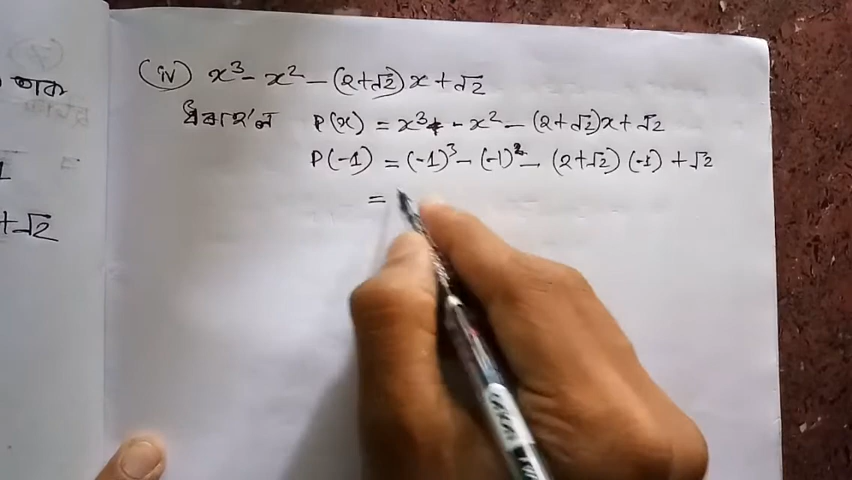 (iv) x³ - x² - (2+√2)x + √2
P(x) = x³ - x² - (2+√2)x + √2
P(-1) = (-1)³ - (-1)² - (2+√2)(-1) + √2
=
+√2